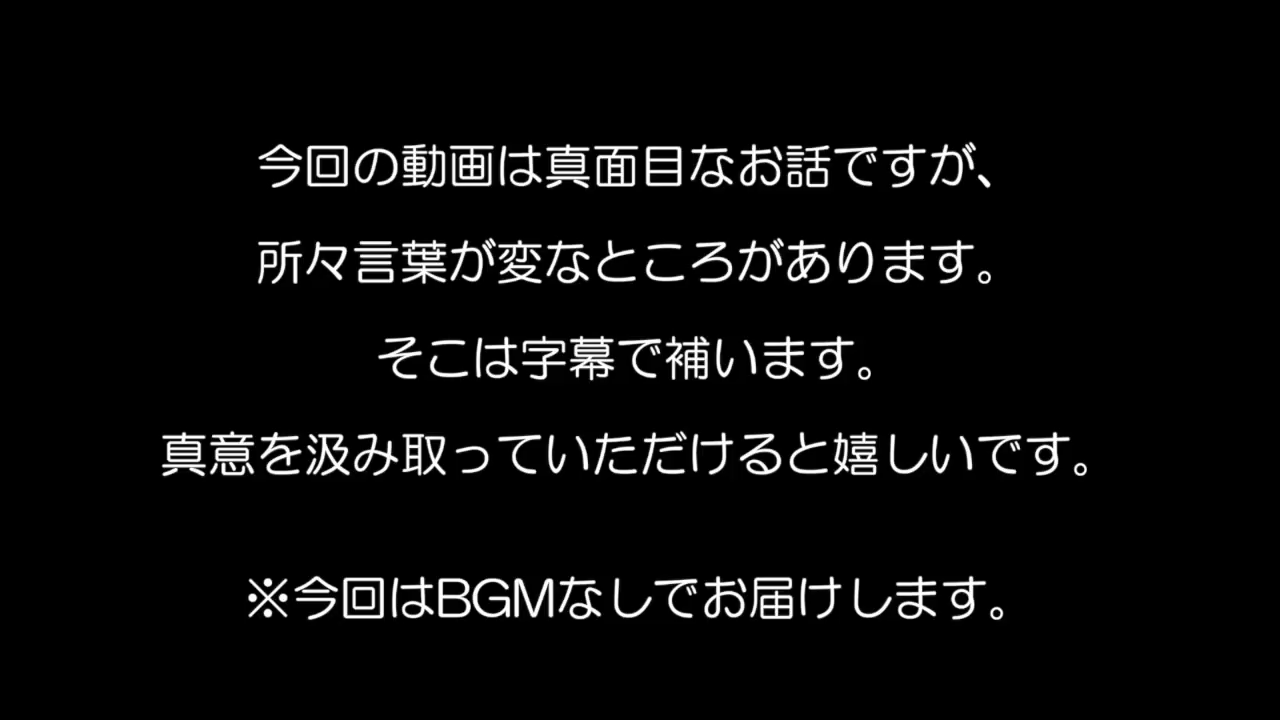 今回の動画は真面目なお話ですが、
所々言葉が変なところがあります。
そこは字幕で補います。
真意を汲み取っていただけると嬉しいです。
※今回はBGMなしでお届けします。